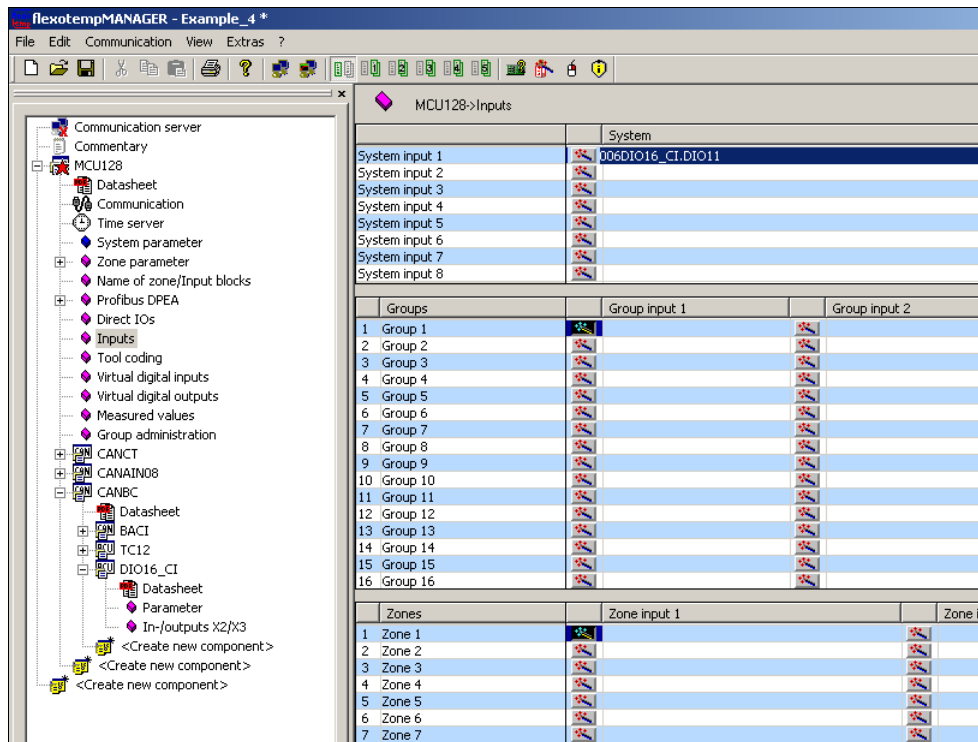 flexotempMANAGER - Example_4 *
File Edit Communication View Extras ?
MCU128->Inputs
Communication server
Commentary
MCU128
Datasheet
Communication
Time server
System parameter
Zone parameter
Name of zone/Input blocks
Profibus DPEA
Direct IOs
Inputs
Tool coding
Virtual digital inputs
Virtual digital outputs
Measured values
Group administration
CANCT
CANAIN08
CANBC
Datasheet
BACI
TC12
DIO16_CI
Datasheet
Parameter
In-/outputs X2/X3
<Create new component>
<Create new component>
<Create new component>
System
System input 1 006DIO16_CI.DIO11
System input 2
System input 3
System input 4
System input 5
System input 6
System input 7
System input 8
Groups Group input 1 Group input 2
1 Group 1
2 Group 2
3 Group 3
4 Group 4
5 Group 5
6 Group 6
7 Group 7
8 Group 8
9 Group 9
10 Group 10
11 Group 11
12 Group 12
13 Group 13
14 Group 14
15 Group 15
16 Group 16
Zones Zone input 1 Zone i
1 Zone 1
2 Zone 2
3 Zone 3
4 Zone 4
5 Zone 5
6 Zone 6
7 Zone 7